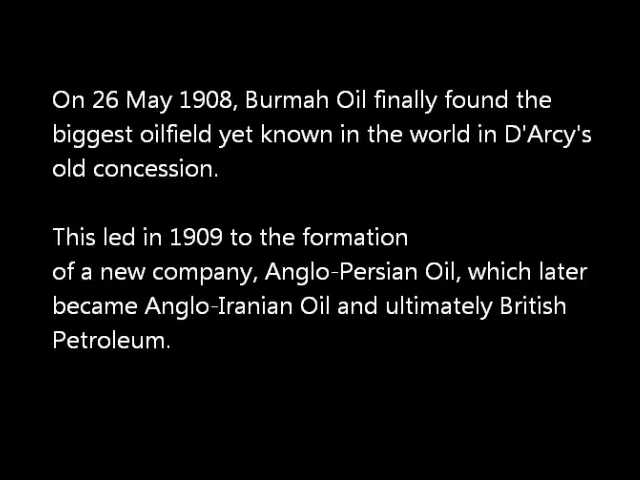 On 26 May 1908, Burmah Oil finally found the
biggest oilfield yet known in the world in D'Arcy's
old concession.
This led in 1909 to the formation
of a new company, Anglo-Persian Oil, which later
became Anglo-Iranian Oil and ultimately British
Petroleum.